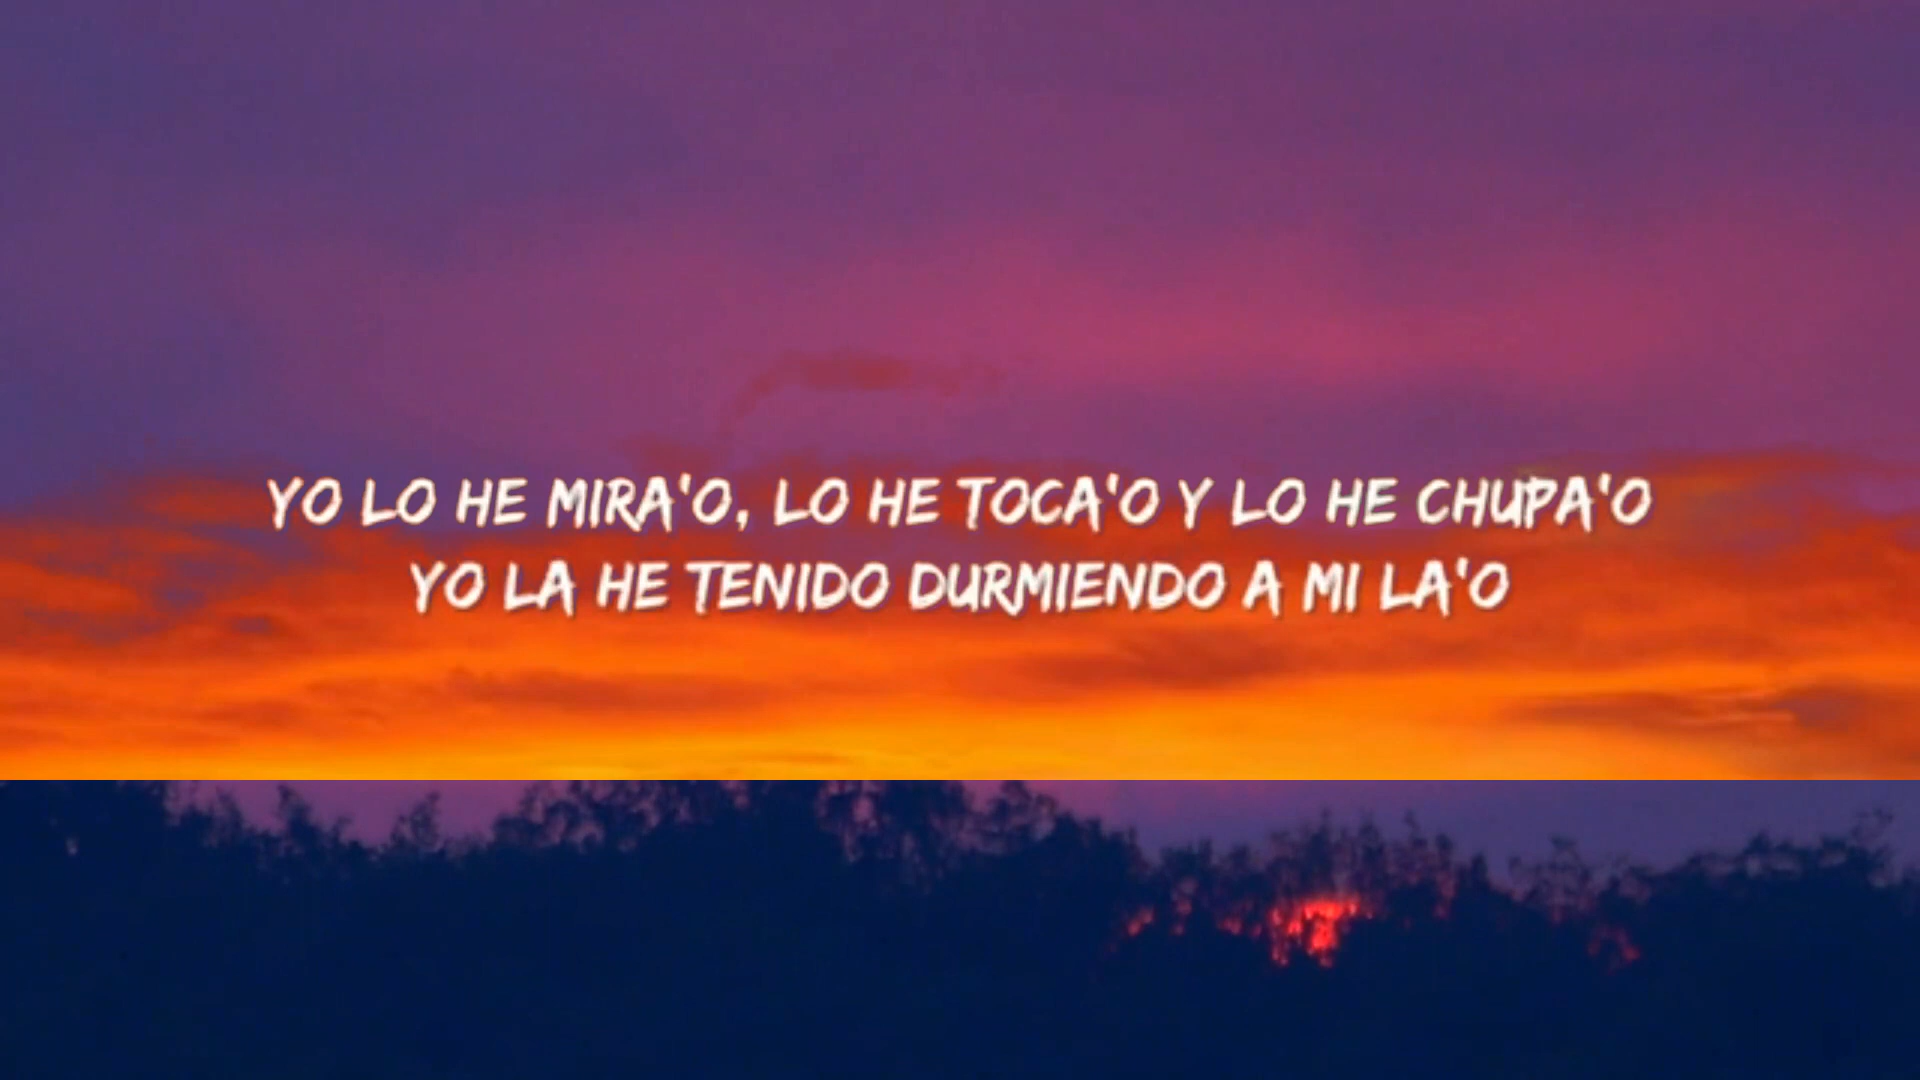 YO LO HE MIRA'O, LO HE TOCA'O Y LO HE CHUPA'O
YO LA HE TENIDO DURMIENDO A MI LA'O